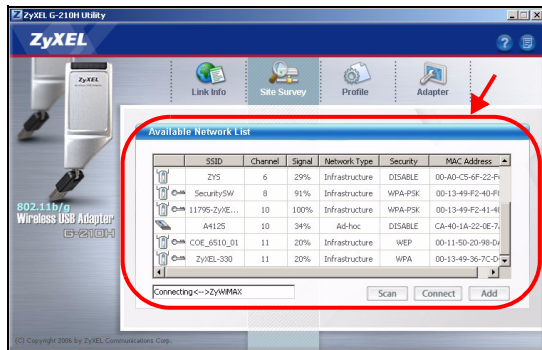 ZyXEL G-210H Utility
ZyXEL
ZyXEL
Link Info Site Survey Profile Adapter
Available Network List
SSID Channel Signal Network Type Security MAC Address
ZYS 6 29% Infrastructure DISABLE 00-A0-C5-6F-22-F
SecuritySW 8 91% Infrastructure WPA-PSK 00-13-49-F2-40-F
11795-ZyXE... 10 100% Infrastructure WPA-PSK 00-13-49-F2-41-4
A4125 10 34% Ad-hoc DISABLE CA-40-1A-22-0E-7
COE_6510_01 11 20% Infrastructure WEP 00-11-50-20-98-D
ZyXEL-330 11 20% Infrastructure WPA 00-13-49-36-7C-D
802.11b/g
Wireless USB Adapter
G-210H
Connecting<-->ZyWiMAX
Scan Connect Add
(C) Copyright 2006 by ZyXEL Communications Corp.